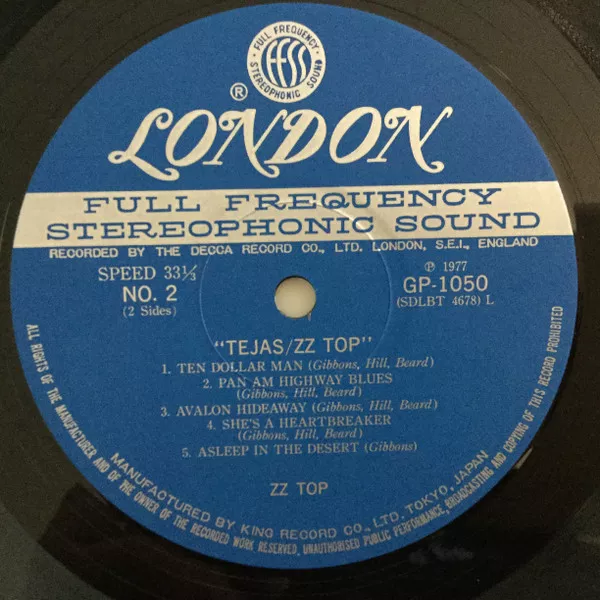 FULL FREQUENCY
ffss
STEREOPHONIC SOUND
®
LONDON
FULL FREQUENCY
STEREOPHONIC SOUND
RECORDED BY THE DECCA RECORD CO., LTD. LONDON, S.E.I., ENGLAND
SPEED 33⅓
NO. 2
(2 Sides)
℗ 1977
GP-1050
(SDLBT 4678) L
"TEJAS/ZZ TOP"
1. TEN DOLLAR MAN (Gibbons, Hill, Beard)
2. PAN AM HIGHWAY BLUES
(Gibbons, Hill, Beard)
3. AVALON HIDEAWAY (Gibbons, Hill, Beard)
4. SHE'S A HEARTBREAKER
(Gibbons, Hill, Beard)
5. ASLEEP IN THE DESERT (Gibbons)
ZZ TOP
MANUFACTURED BY KING RECORD CO., LTD. TOKYO, JAPAN
ALL RIGHTS OF THE MANUFACTURER AND OF THE OWNER OF THE RECORDED WORK RESERVED, UNAUTHORISED PUBLIC PERFORMANCE, BROADCASTING AND COPYING OF THIS RECORD PROHIBITED